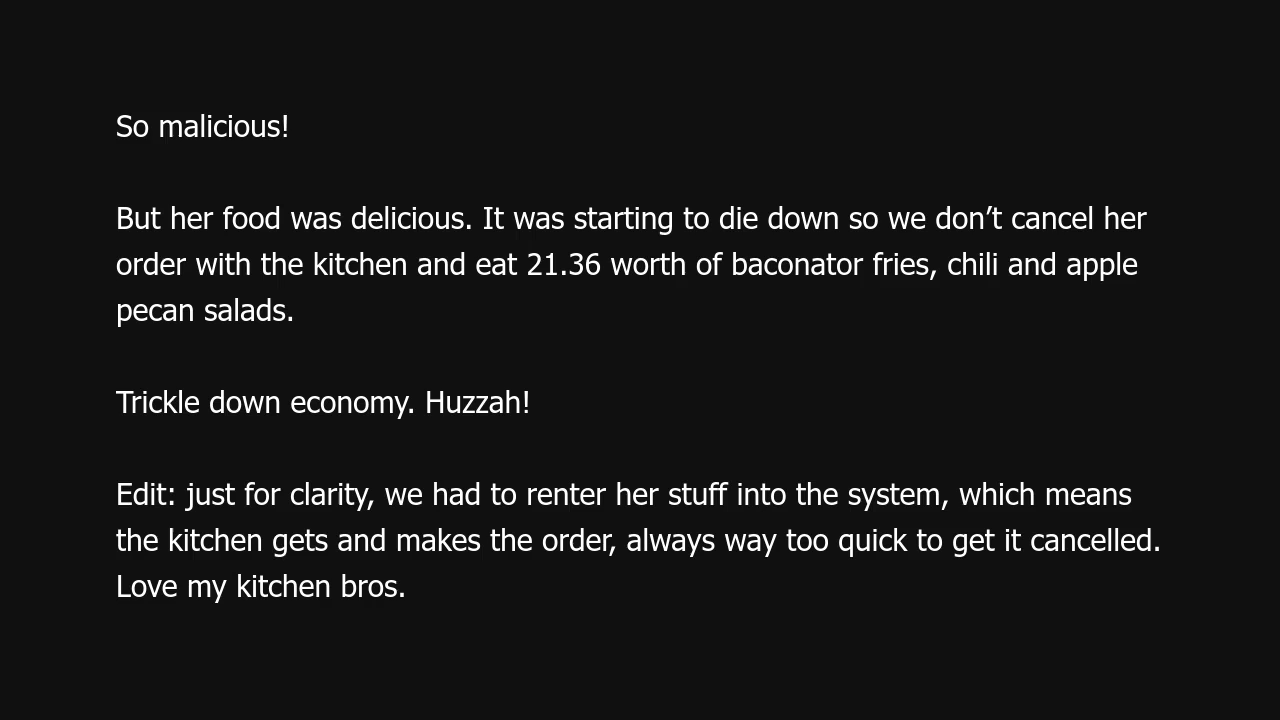 So malicious!
But her food was delicious. It was starting to die down so we don’t cancel her
order with the kitchen and eat 21.36 worth of baconator fries, chili and apple
pecan salads.
Trickle down economy. Huzzah!
Edit: just for clarity, we had to renter her stuff into the system, which means
the kitchen gets and makes the order, always way too quick to get it cancelled.
Love my kitchen bros.